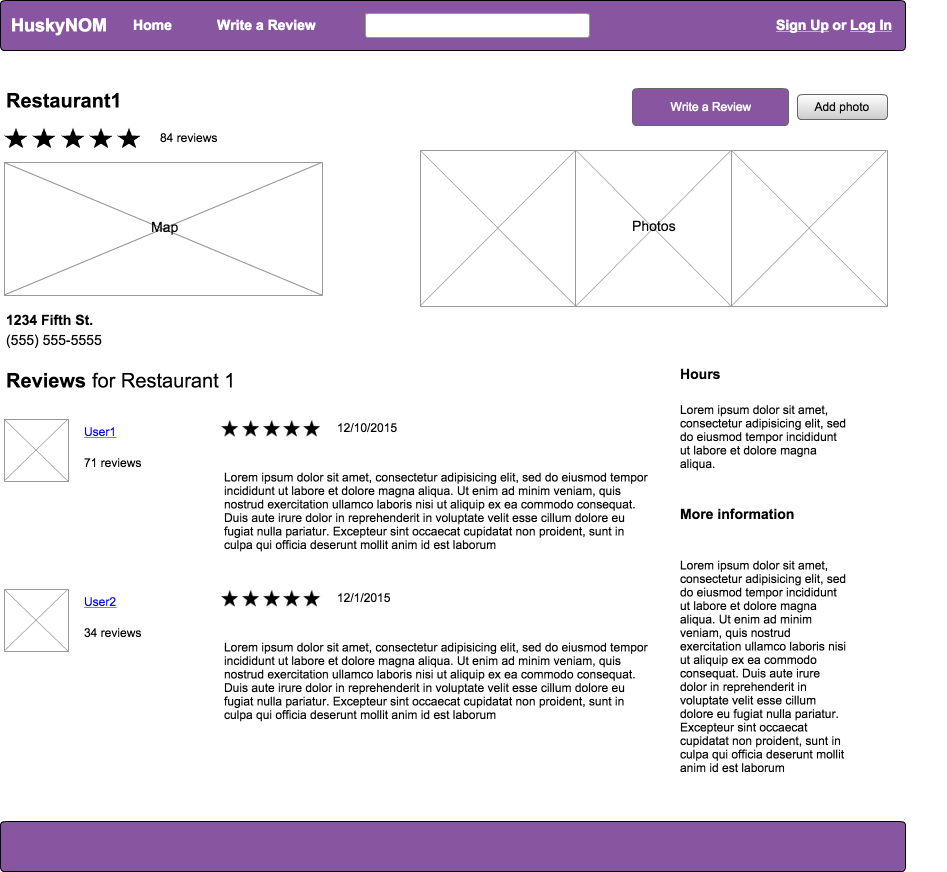 HuskyNOM Home Write a Review Sign Up or Log In
Restaurant1
Write a Review Add photo
84 reviews
Map
Photos
1234 Fifth St.
(555) 555-5555
Reviews for Restaurant 1
User1
71 reviews
12/10/2015
Lorem ipsum dolor sit amet, consectetur adipisicing elit, sed do eiusmod tempor
incididunt ut labore et dolore magna aliqua. Ut enim ad minim veniam, quis
nostrud exercitation ullamco laboris nisi ut aliquip ex ea commodo consequat.
Duis aute irure dolor in reprehenderit in voluptate velit esse cillum dolore eu
fugiat nulla pariatur. Excepteur sint occaecat cupidatat non proident, sunt in
culpa qui officia deserunt mollit anim id est laborum
User2
34 reviews
12/1/2015
Lorem ipsum dolor sit amet, consectetur adipisicing elit, sed do eiusmod tempor
incididunt ut labore et dolore magna aliqua. Ut enim ad minim veniam, quis
nostrud exercitation ullamco laboris nisi ut aliquip ex ea commodo consequat.
Duis aute irure dolor in reprehenderit in voluptate velit esse cillum dolore eu
fugiat nulla pariatur. Excepteur sint occaecat cupidatat non proident, sunt in
culpa qui officia deserunt mollit anim id est laborum
Hours
Lorem ipsum dolor sit amet,
consectetur adipisicing elit, sed
do eiusmod tempor incididunt
ut labore et dolore magna
aliqua.
More information
Lorem ipsum dolor sit amet,
consectetur adipisicing elit, sed
do eiusmod tempor incididunt
ut labore et dolore magna
aliqua. Ut enim ad minim
veniam, quis nostrud
exercitation ullamco laboris nisi
ut aliquip ex ea commodo
consequat. Duis aute irure
dolor in reprehenderit in
voluptate velit esse cillum
dolore eu fugiat nulla pariatur.
Excepteur sint occaecat
cupidatat non proident, sunt in
culpa qui officia deserunt mollit
anim id est laborum